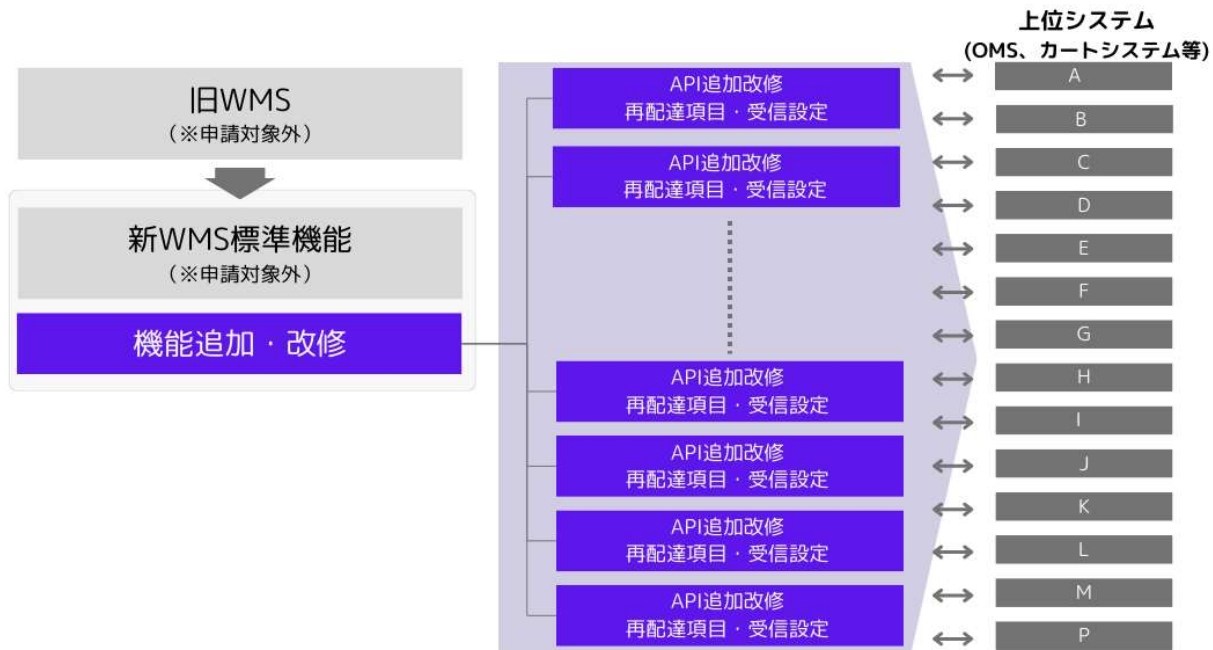 上位システム
(OMS、カートシステム等)
旧WMS
(※申請対象外)
新WMS標準機能
(※申請対象外)
機能追加・改修
API追加改修
再配達項目・受信設定
API追加改修
再配達項目・受信設定
API追加改修
再配達項目・受信設定
API追加改修
再配達項目・受信設定
API追加改修
再配達項目・受信設定
API追加改修
再配達項目・受信設定
A
B
C
D
E
F
G
H
I
J
K
L
M
P